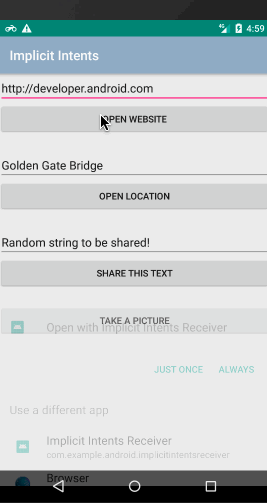 4:59
Implicit Intents
http://developer.android.com
OPEN WEBSITE
Golden Gate Bridge
OPEN LOCATION
Random string to be shared!
SHARE THIS TEXT
TAKE A PICTURE
Open with Implicit Intents Receiver
JUST ONCE ALWAYS
Use a different app
Implicit Intents Receiver
com.example.android.implicitintentsreceiver
Browser